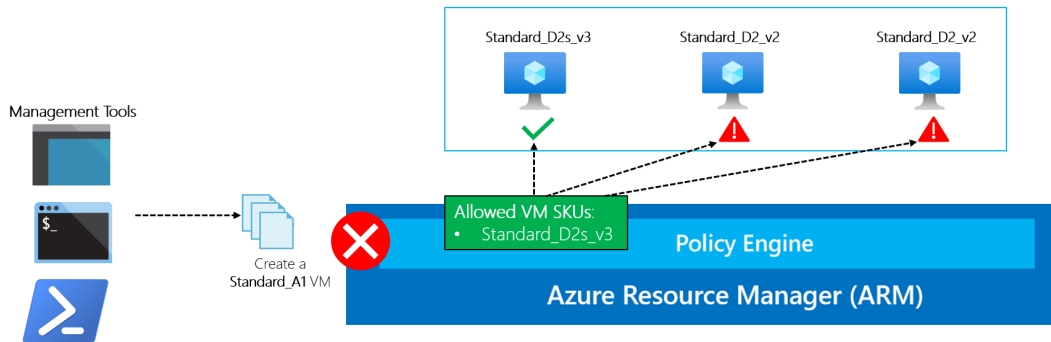 Standard_D2s_v3
Standard_D2_v2
Standard_D2_v2
Management Tools
$_
Create a
Standard_A1 VM
Allowed VM SKUs:
• Standard_D2s_v3
Policy Engine
Azure Resource Manager (ARM)